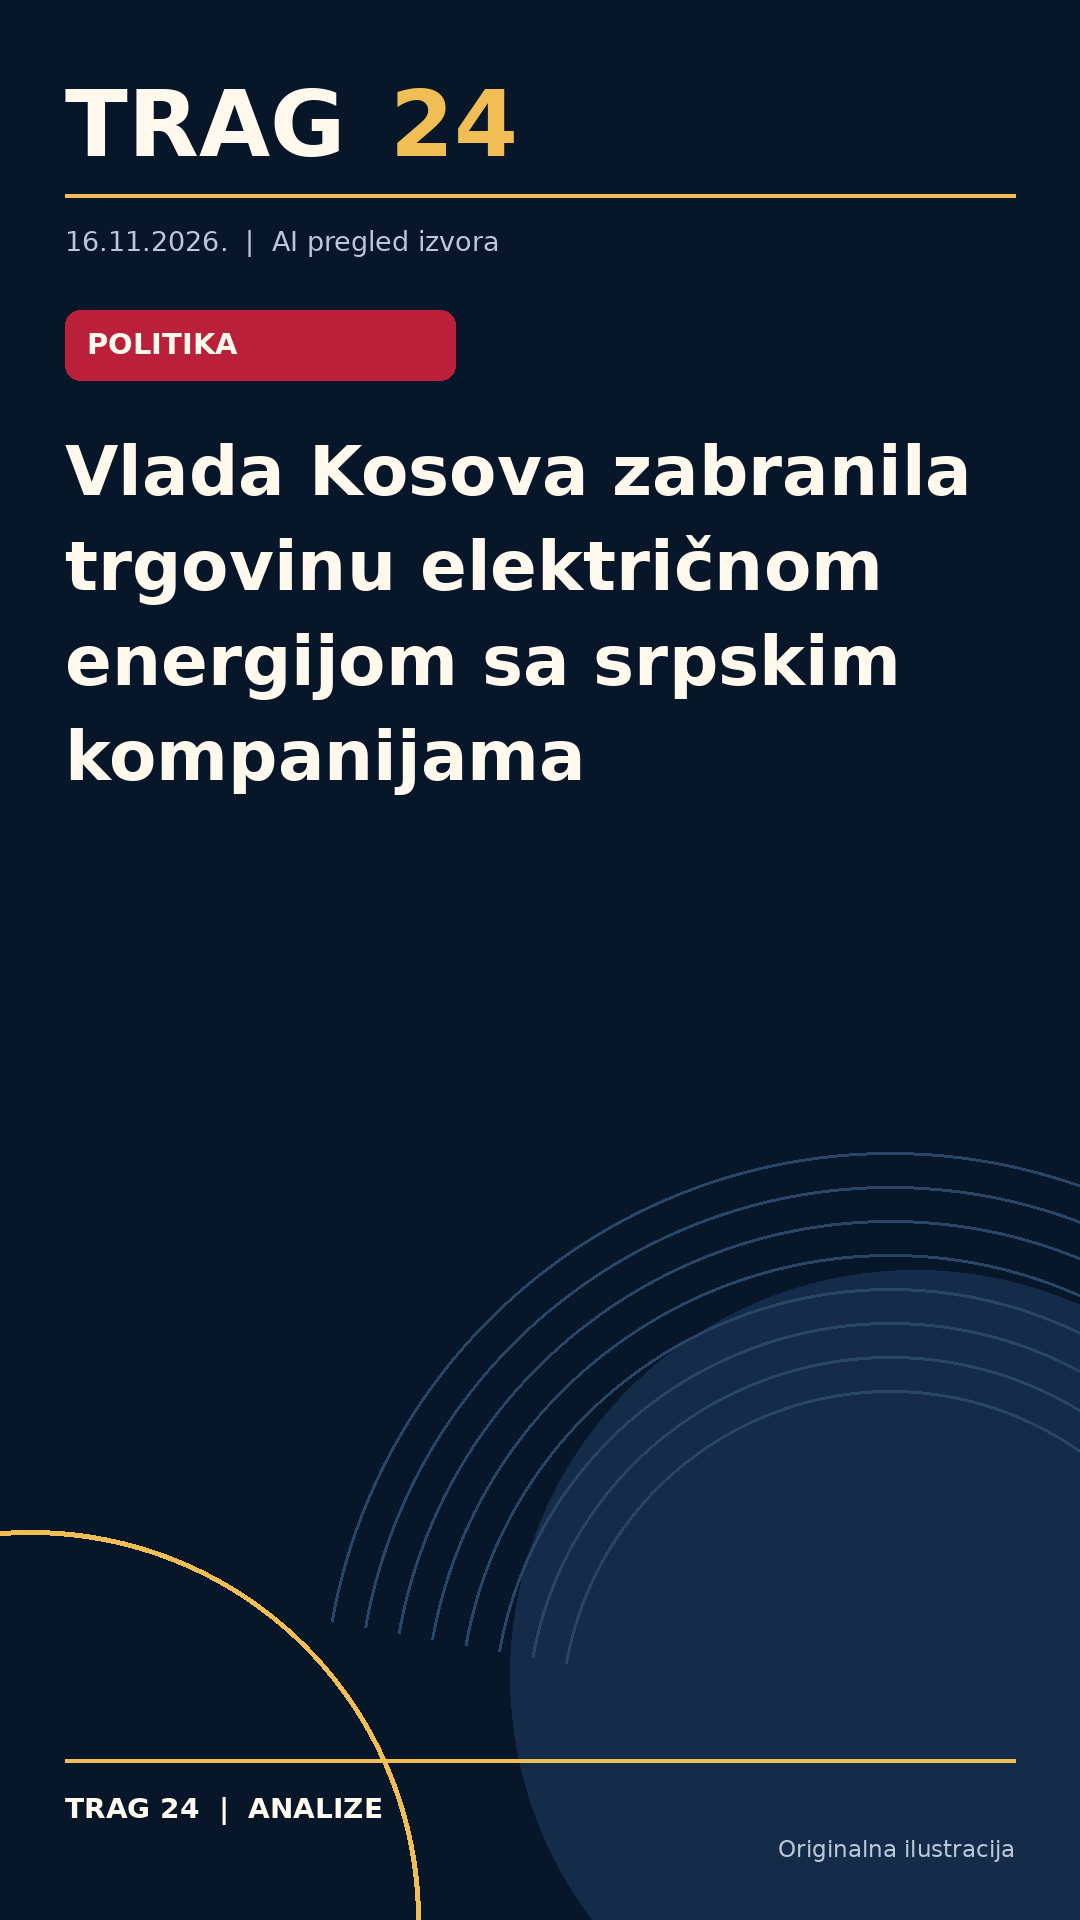 TRAG 24
16.11.2026. | AI pregled izvora
POLITIKA
Vlada Kosova zabranila
trgovinu električnom
energijom sa srpskim
kompanijama
TRAG 24 | ANALIZE
Originalna ilustracija